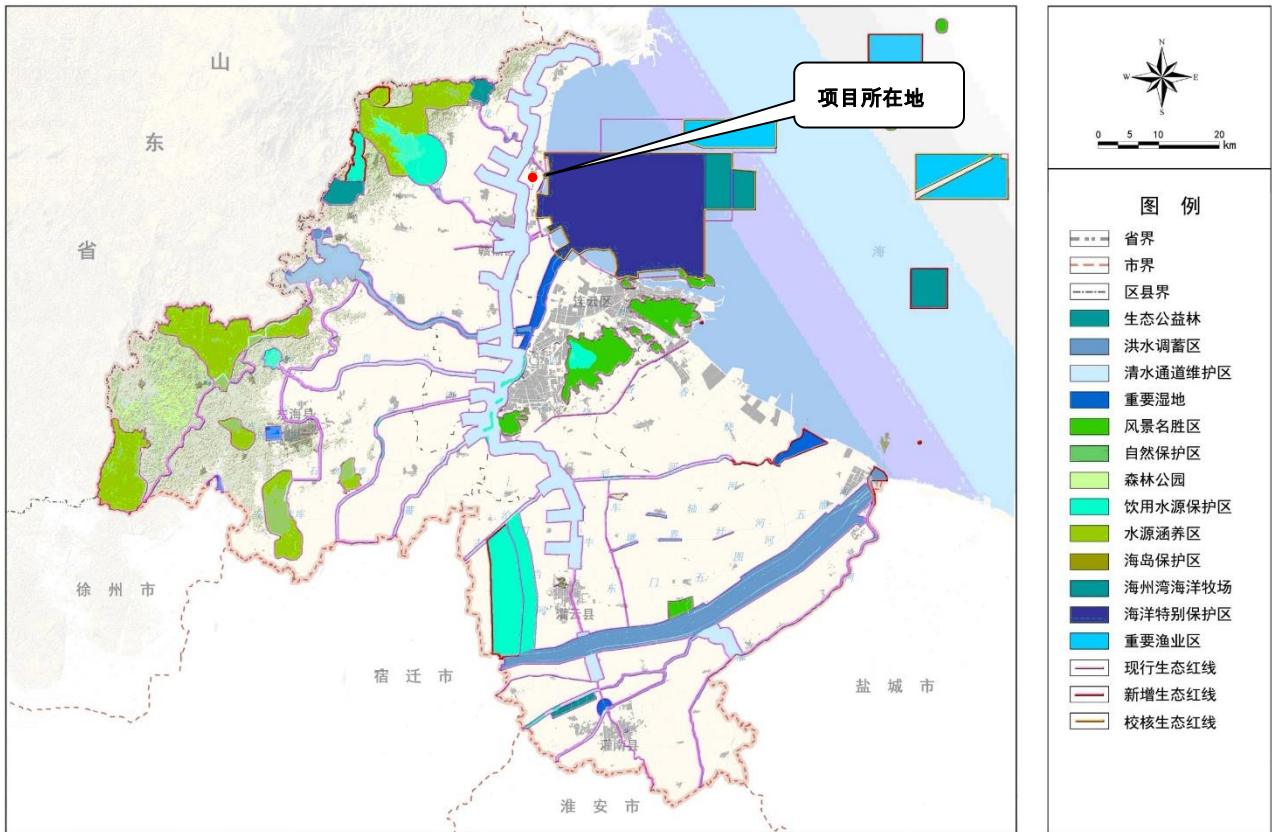 山
东
省
项目所在地
海
赣榆区
连云区
东海县
灌云县
灌南县
徐州市
宿迁市
淮安市
盐城市
N
W
E
S
0 5 10 20
km
图 例
省界
市界
区县界
生态公益林
洪水调蓄区
清水通道维护区
重要湿地
风景名胜区
自然保护区
森林公园
饮用水源保护区
水源涵养区
海岛保护区
海州湾海洋牧场
海洋特别保护区
重要渔业区
现行生态红线
新增生态红线
校核生态红线